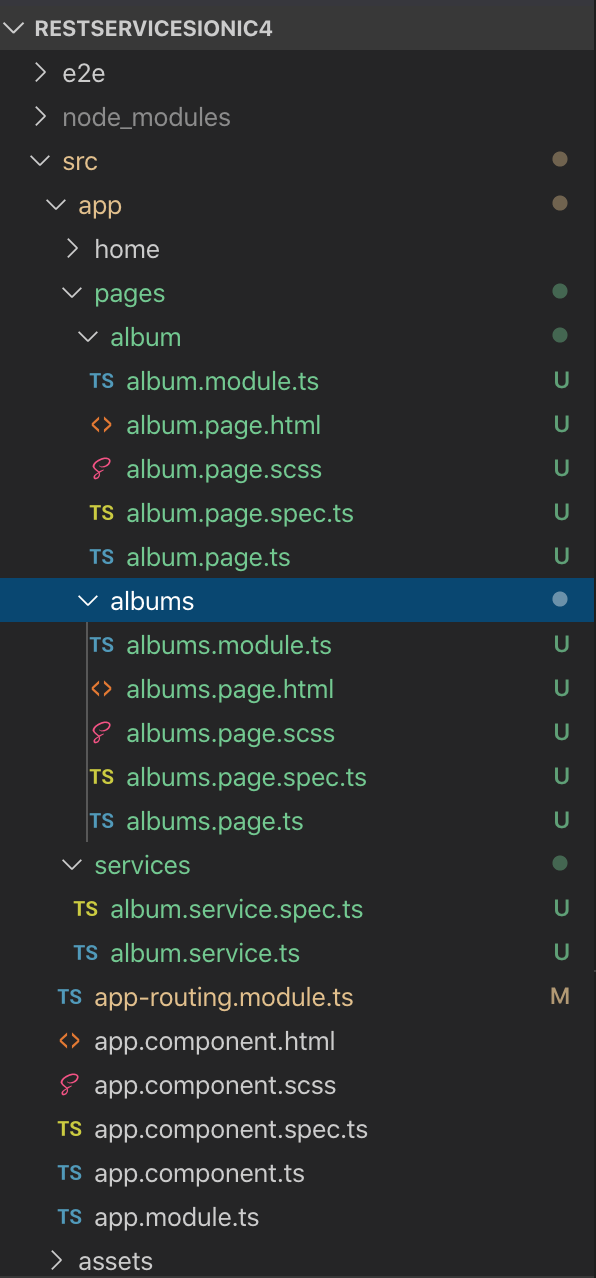 RESTSERVICESIONIC4
e2e
node_modules
src
app
home
pages
album
TS album.module.ts U
<> album.page.html U
album.page.scss U
TS album.page.spec.ts U
TS album.page.ts U
albums
TS albums.module.ts U
<> albums.page.html U
albums.page.scss U
TS albums.page.spec.ts U
TS albums.page.ts U
services
TS album.service.spec.ts U
TS album.service.ts U
TS app-routing.module.ts M
<> app.component.html
app.component.scss
TS app.component.spec.ts
TS app.component.ts
TS app.module.ts
assets